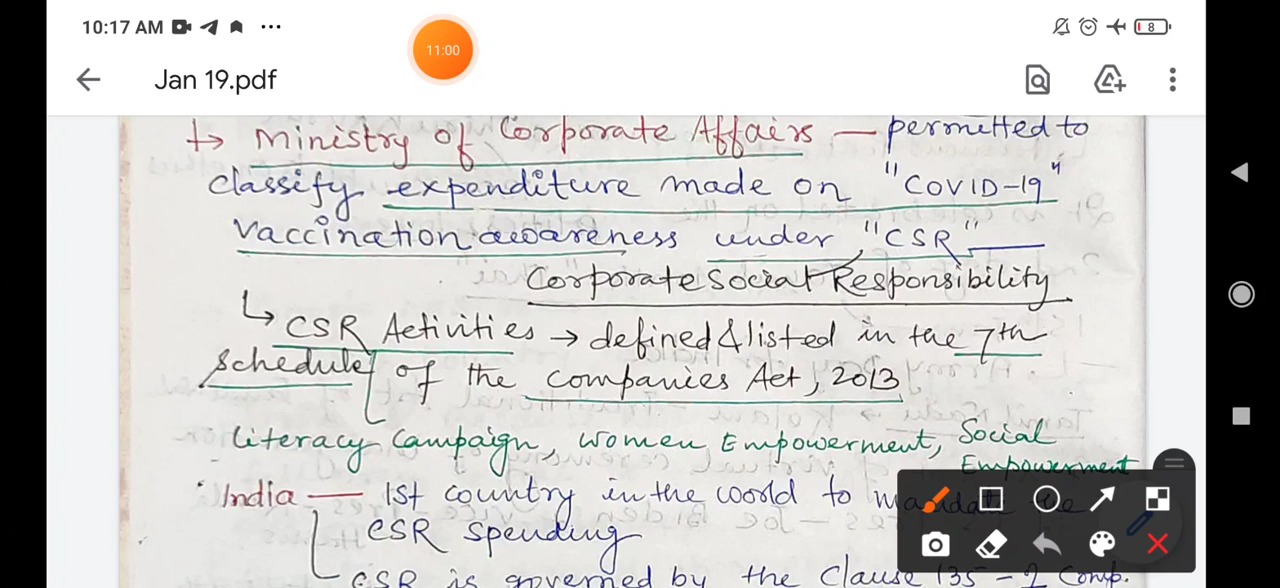 10:17 AM
8
11:00
Jan 19.pdf
↳ Ministry of Corporate Affairs — permitted to
classify expenditure made on "COVID-19"
Vaccination awareness under "CSR"
Corporate Social Responsibility
↳ CSR Activities → defined & listed in the 7th
Schedule of the Companies Act, 2013
literacy Campaign, Women Empowerment, Social
Empowerment
India — 1st country in the world to
CSR Spending
CSR is governed by the Clause 135 - Comp.